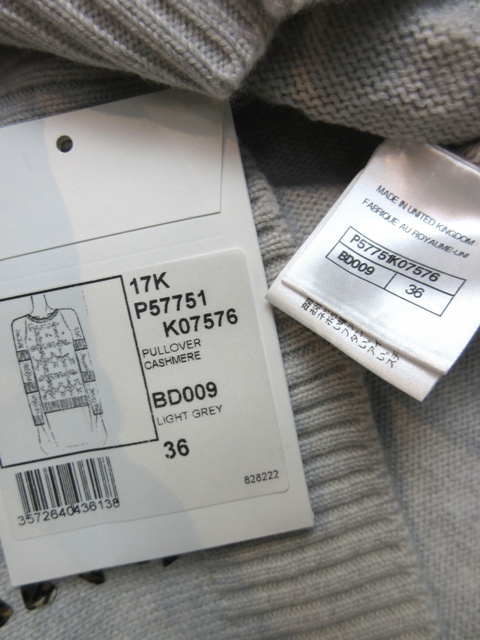 17K
P57751
K07576
PULLOVER
CASHMERE
BD009
LIGHT GREY
36
828222
3572640436138
MADE IN UNITED KINGDOM
FABRIQUE AU ROYAUME-UNI
P57751K07576
BD009 36